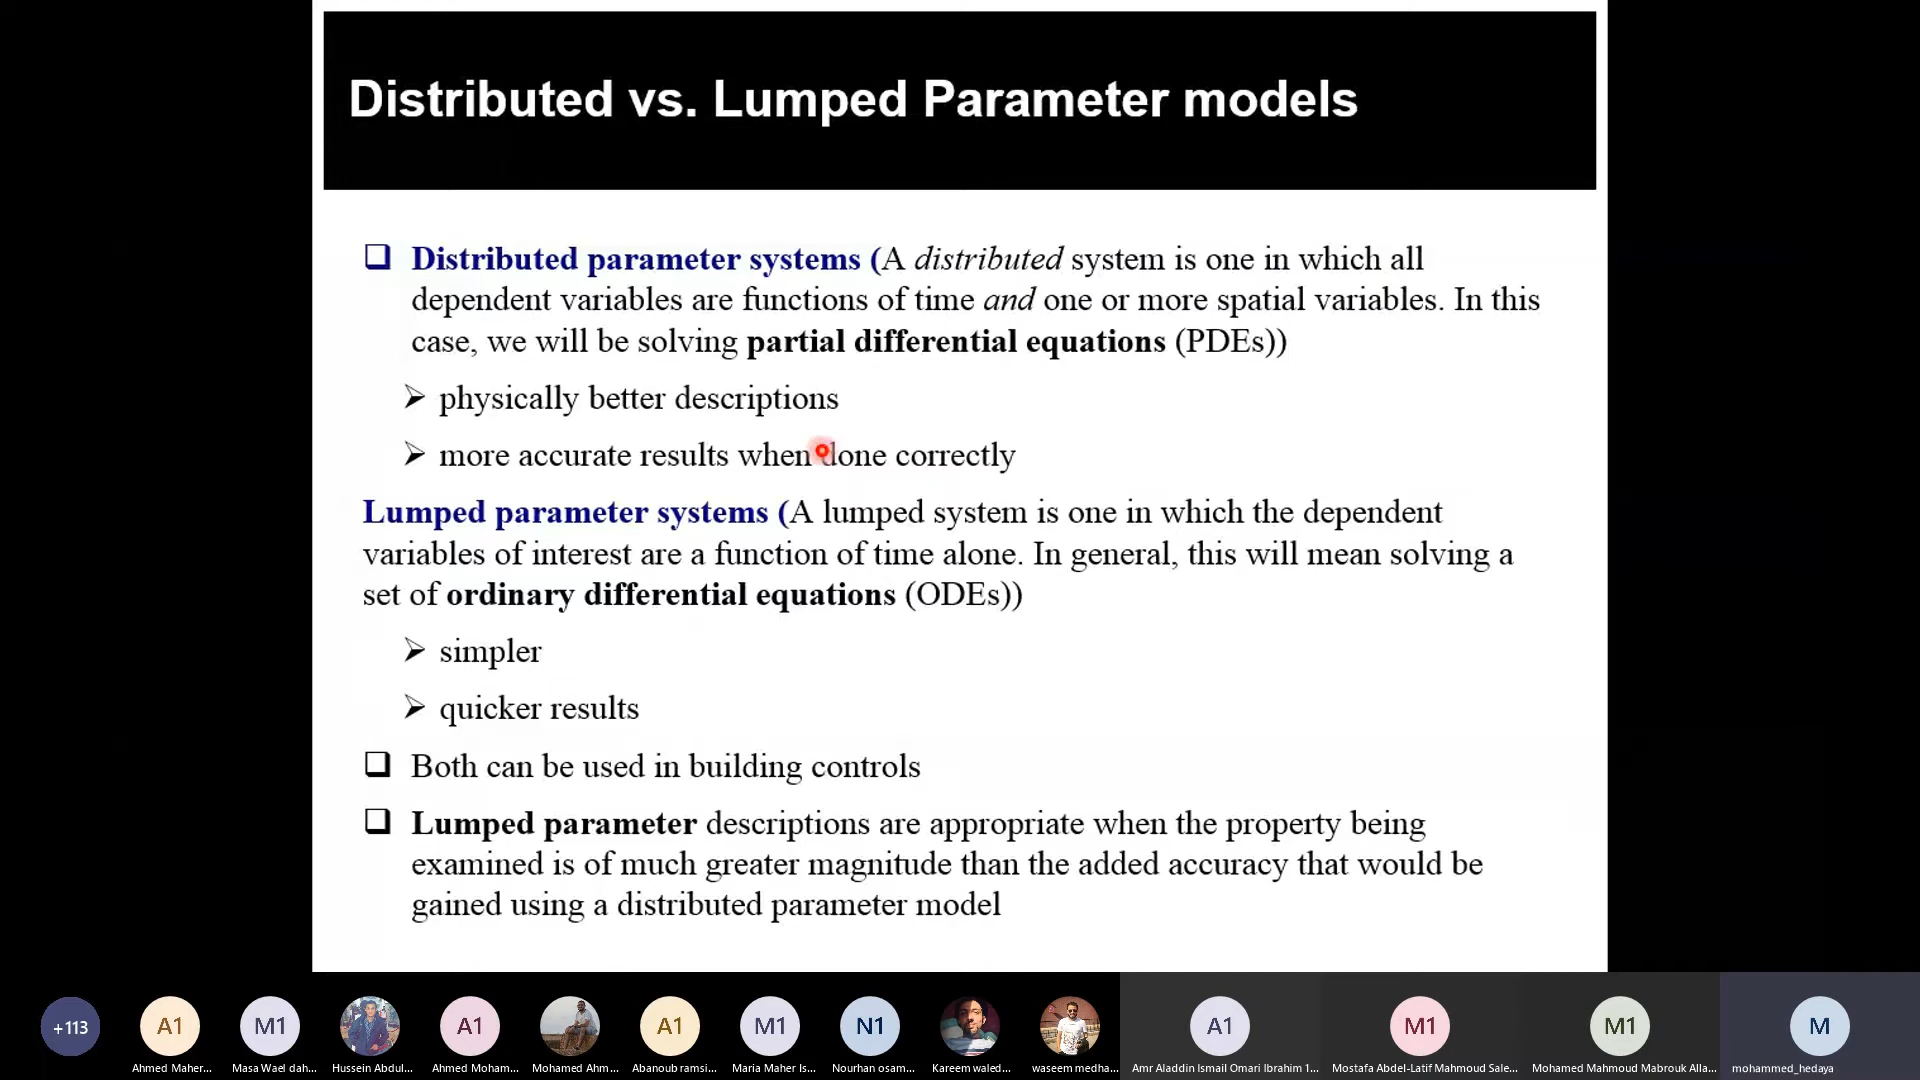 Distributed vs. Lumped Parameter models
Distributed parameter systems (A distributed system is one in which all
dependent variables are functions of time and one or more spatial variables. In this
case, we will be solving partial differential equations (PDEs))
physically better descriptions
more accurate results when done correctly
Lumped parameter systems (A lumped system is one in which the dependent
variables of interest are a function of time alone. In general, this will mean solving a
set of ordinary differential equations (ODEs))
simpler
quicker results
Both can be used in building controls
Lumped parameter descriptions are appropriate when the property being
examined is of much greater magnitude than the added accuracy that would be
gained using a distributed parameter model
+113
A1
M1
A1
A1
M1
N1
A1
M1
M1
M
Ahmed Maher...
Masa Wael dah...
Hussein Abdul...
Ahmed Moham...
Mohamed Ahm...
Abanoub ramsi...
Maria Maher Is...
Nourhan osam...
Kareem waled...
waseem medha...
Amr Aladdin Ismail Omari Ibrahim 1...
Mostafa Abdel-Latif Mahmoud Sale...
Mohamed Mahmoud Mabrouk Alla...
mohammed_hedaya